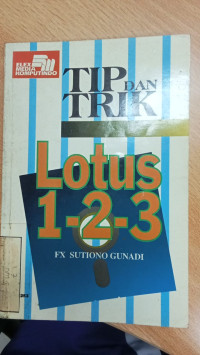 ELEX
MEDIA
KOMPUTINDO
TIP DAN
TRIK
Lotus
1-2-3
FX SUTIONO GUNADI